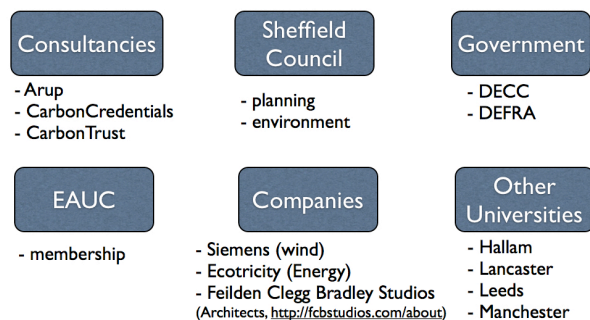 Consultancies
- Arup
- CarbonCredentials
- CarbonTrust
Sheffield
Council
- planning
- environment
Government
- DECC
- DEFRA
EAUC
- membership
Companies
- Siemens (wind)
- Ecotricity (Energy)
- Feilden Clegg Bradley Studios
(Architects, http://fcbstudios.com/about)
Other
Universities
- Hallam
- Lancaster
- Leeds
- Manchester